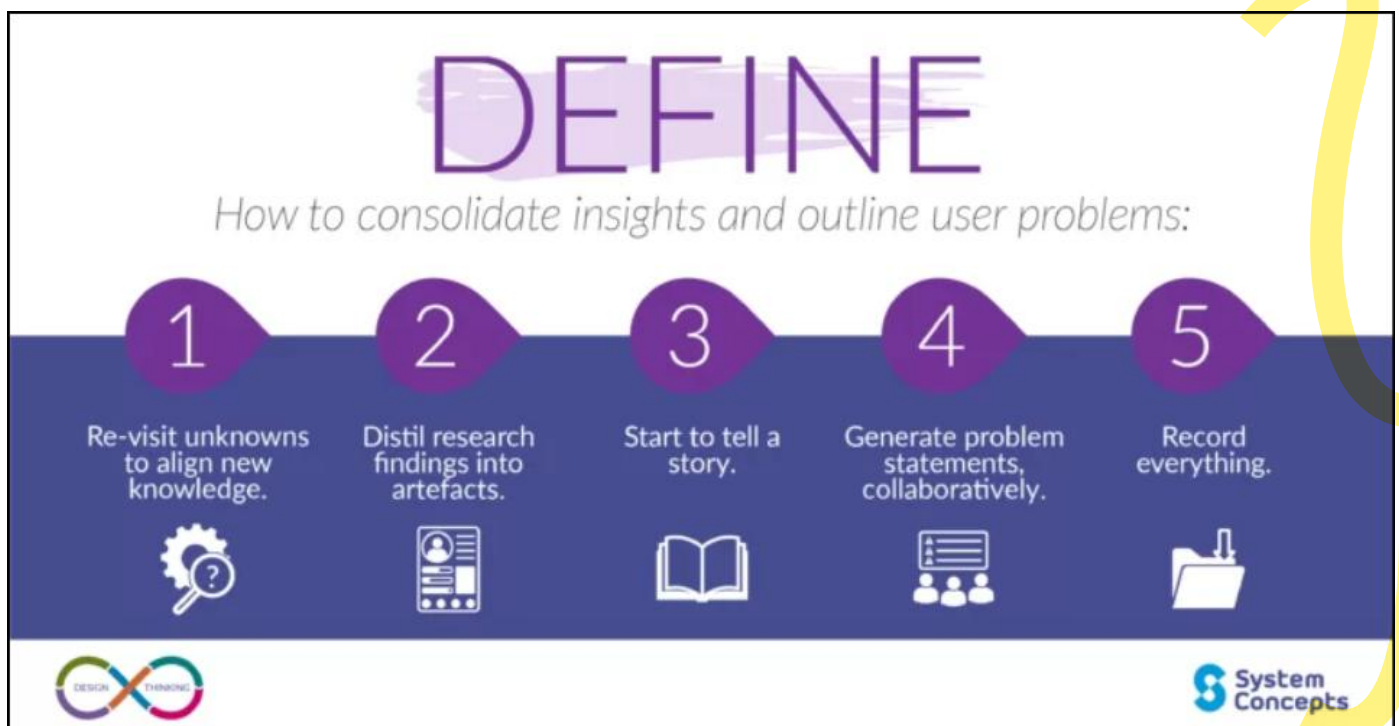 DEFINE
How to consolidate insights and outline user problems:
1
Re-visit unknowns
to align new
knowledge.
?
2
Distil research
findings into
artefacts.
3
Start to tell a
story.
4
Generate problem
statements,
collaboratively.
5
Record
everything.
DESIGN THINKING
System
Concepts